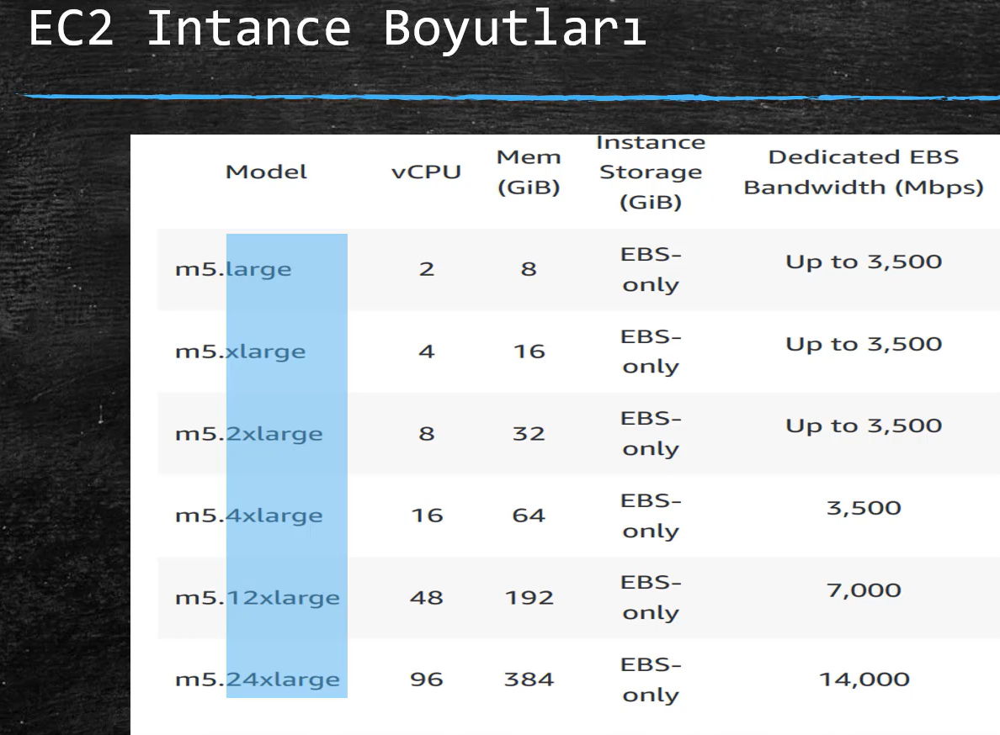 EC2 Intance Boyutları
Model vCPU Mem (GiB) Instance Storage (GiB) Dedicated EBS Bandwidth (Mbps)
m5.large 2 8 EBS-only Up to 3,500
m5.xlarge 4 16 EBS-only Up to 3,500
m5.2xlarge 8 32 EBS-only Up to 3,500
m5.4xlarge 16 64 EBS-only 3,500
m5.12xlarge 48 192 EBS-only 7,000
m5.24xlarge 96 384 EBS-only 14,000